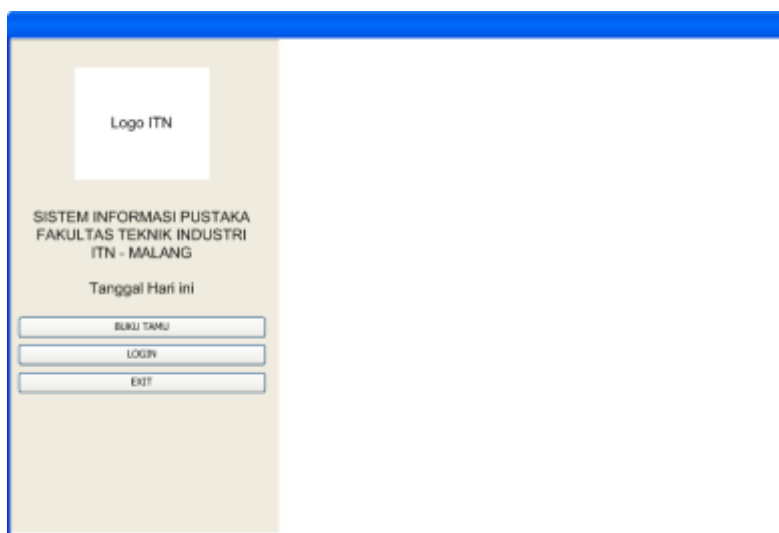 Logo ITN
SISTEM INFORMASI PUSTAKA
FAKULTAS TEKNIK INDUSTRI
ITN - MALANG
Tanggal Hari ini
BUKU TAMU
LOGIN
EXIT